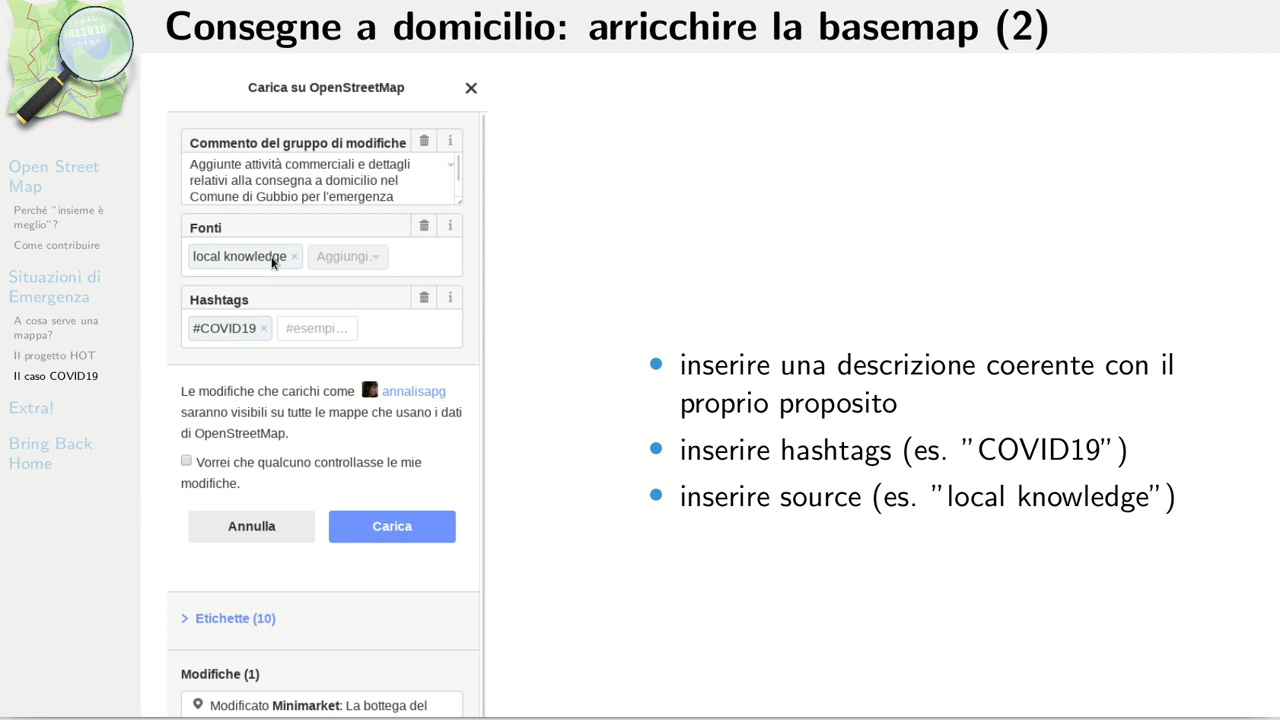 Consegne a domicilio: arricchire la basemap (2)
Open Street
Map
Perché "insieme è
meglio"?
Come contribuire
Situazioni di
Emergenza
A cosa serve una
mappa?
Il progetto HOT
Il caso COVID19
Extra!
Bring Back
Home
Carica su OpenStreetMap
Commento del gruppo di modifiche
Aggiunte attività commerciali e dettagli
relativi alla consegna a domicilio nel
Comune di Gubbio per l'emergenza
Fonti
local knowledge × Aggiungi.
Hashtags
#COVID19 × #esempi…
Le modifiche che carichi come annalisapg
saranno visibili su tutte le mappe che usano i dati
di OpenStreetMap.
Vorrei che qualcuno controllasse le mie
modifiche.
Annulla Carica
Etichette (10)
Modifiche (1)
Modificato Minimarket: La bottega del
inserire una descrizione coerente con il
proprio proposito
inserire hashtags (es. "COVID19")
inserire source (es. "local knowledge")